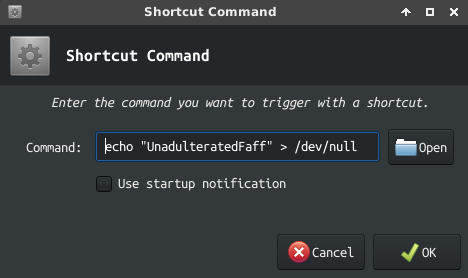 Shortcut Command
Shortcut Command
Enter the command you want to trigger with a shortcut.
Command: echo "UnadulteratedFaff" > /dev/null Open
Use startup notification
Cancel OK